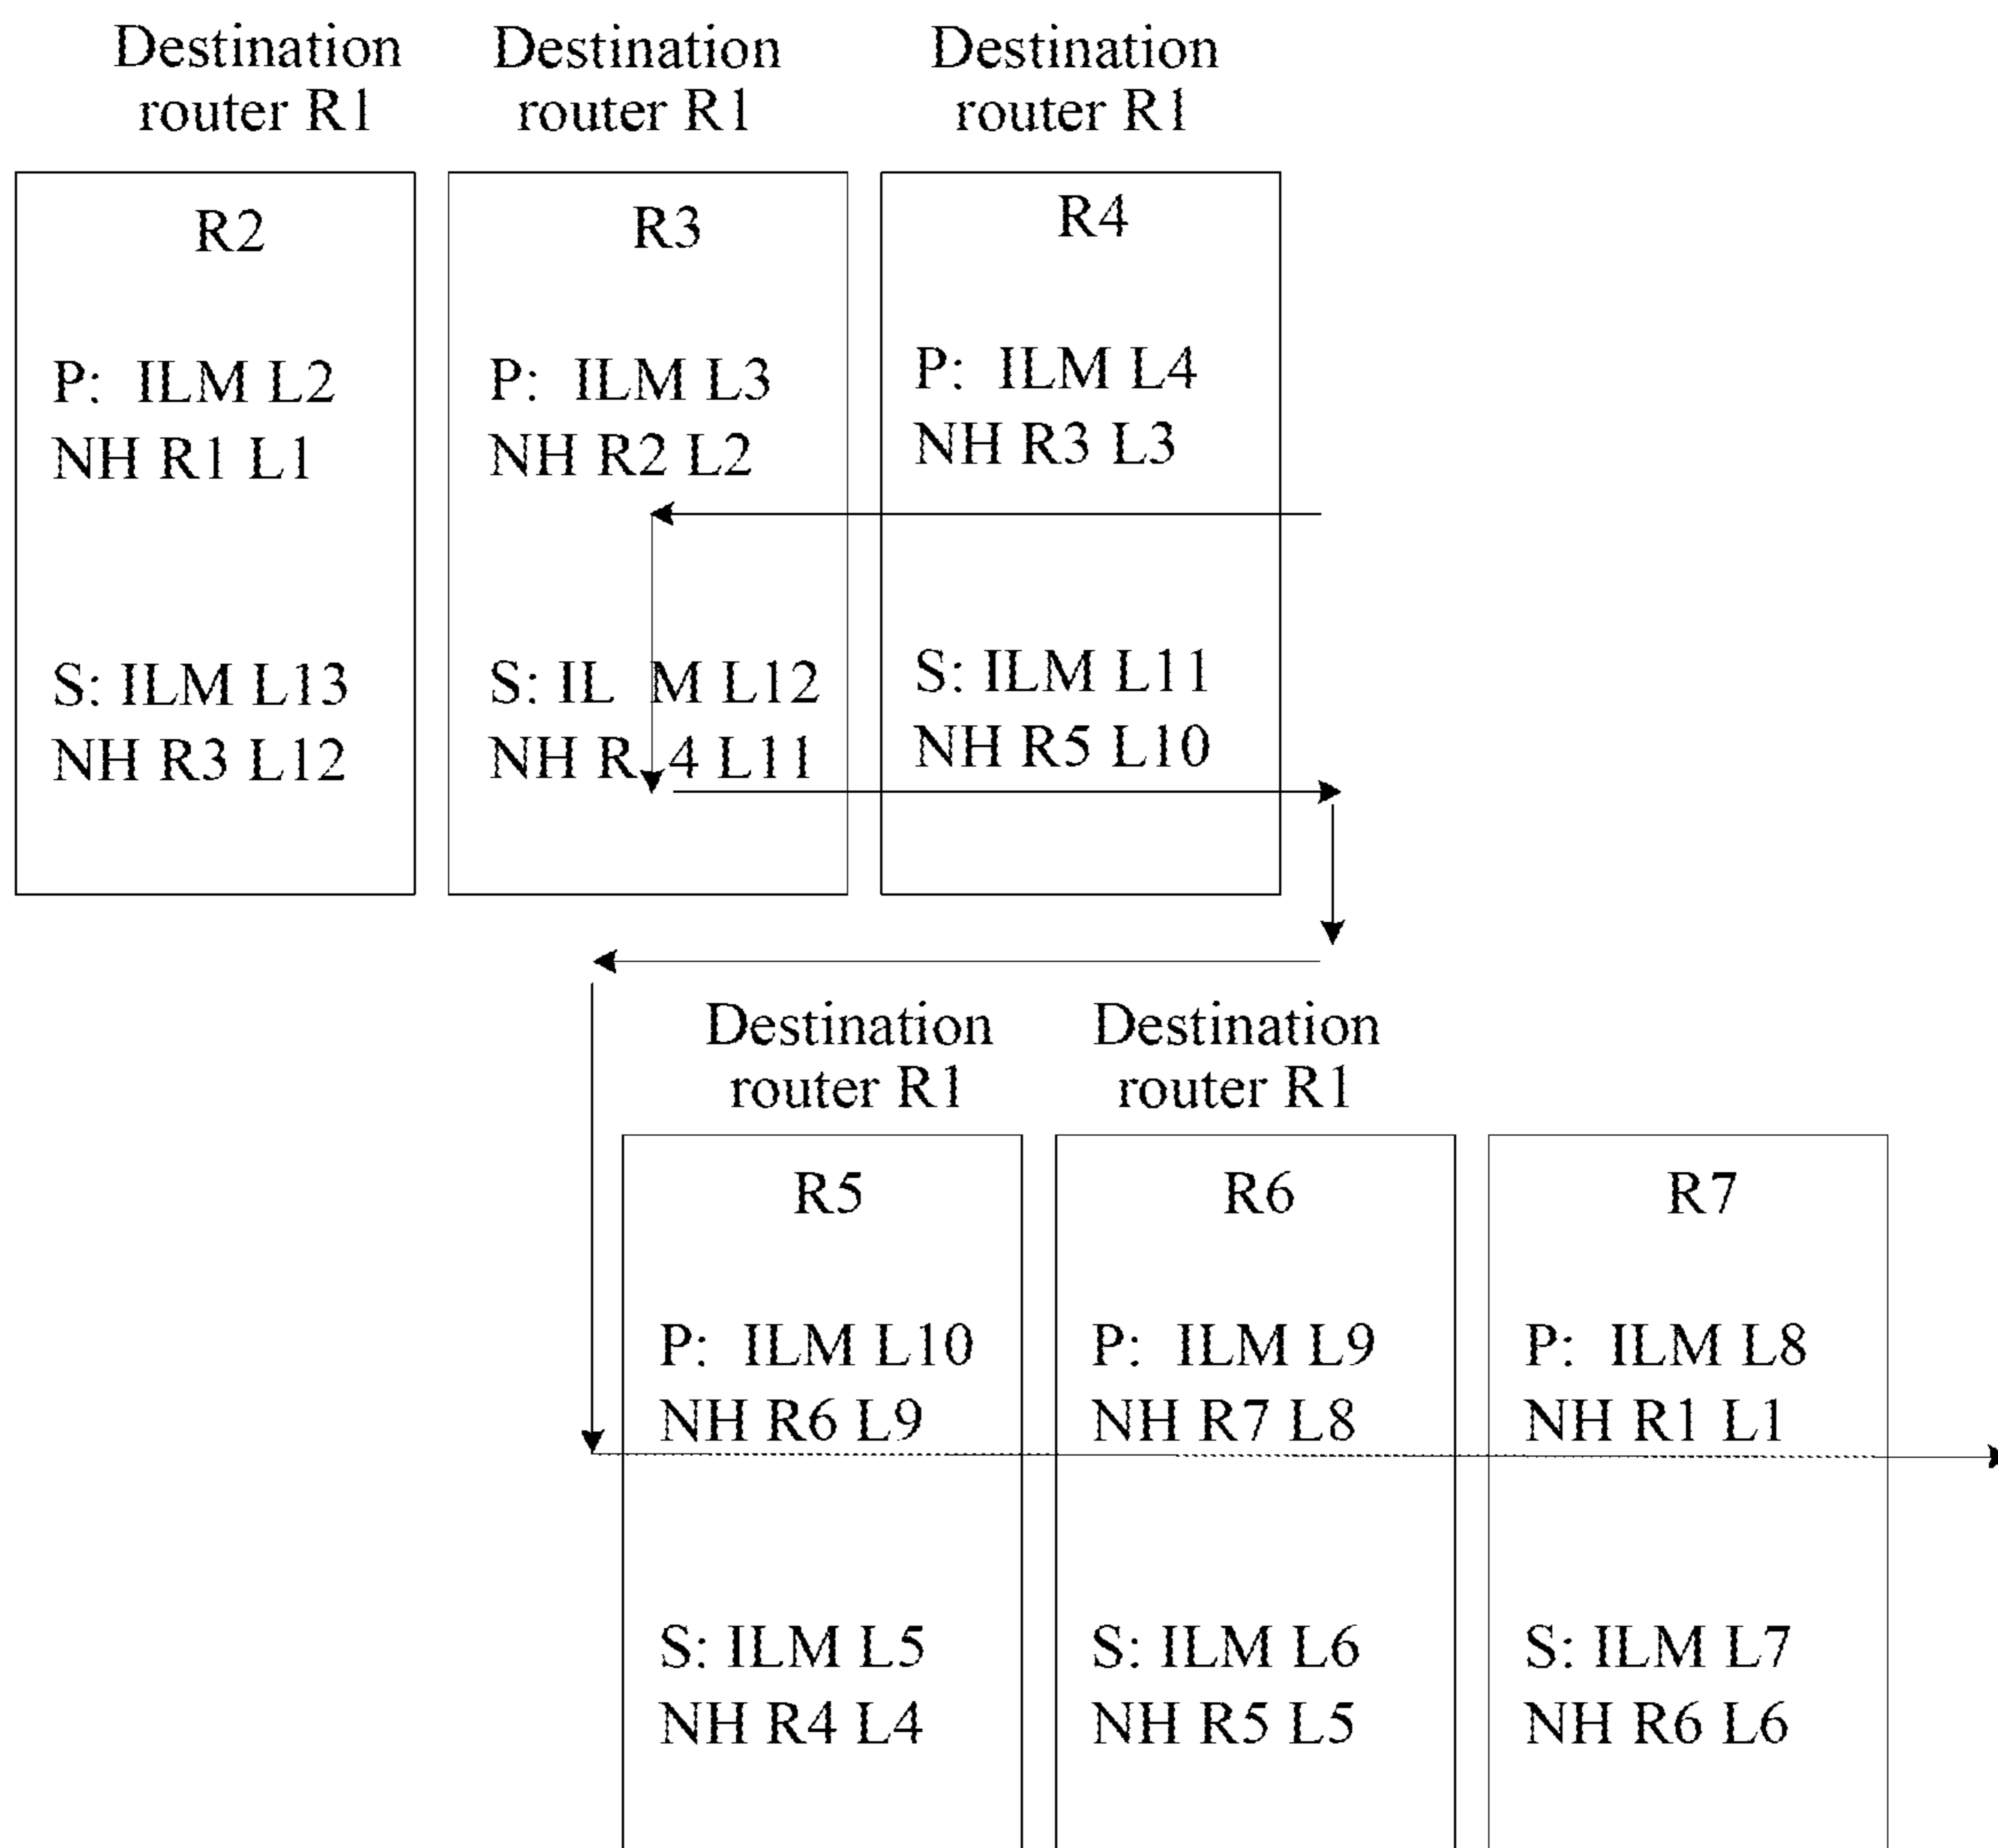 Destination
router R1
Destination
router R1
Destination
router R1
R2
P: ILM L2
NH R1 L1
S: ILM L13
NH R3 L12
R3
P: ILM L3
NH R2 L2
S: IL M L12
NH R 4 L11
R4
P: ILM L4
NH R3 L3
S: ILM L11
NH R5 L10
Destination
router R1
Destination
router R1
R5
P: ILM L10
NH R6 L9
S: ILM L5
NH R4 L4
R6
P: ILM L9
NH R7 L8
S: ILM L6
NH R5 L5
R7
P: ILM L8
NH R1 L1
S: ILM L7
NH R6 L6